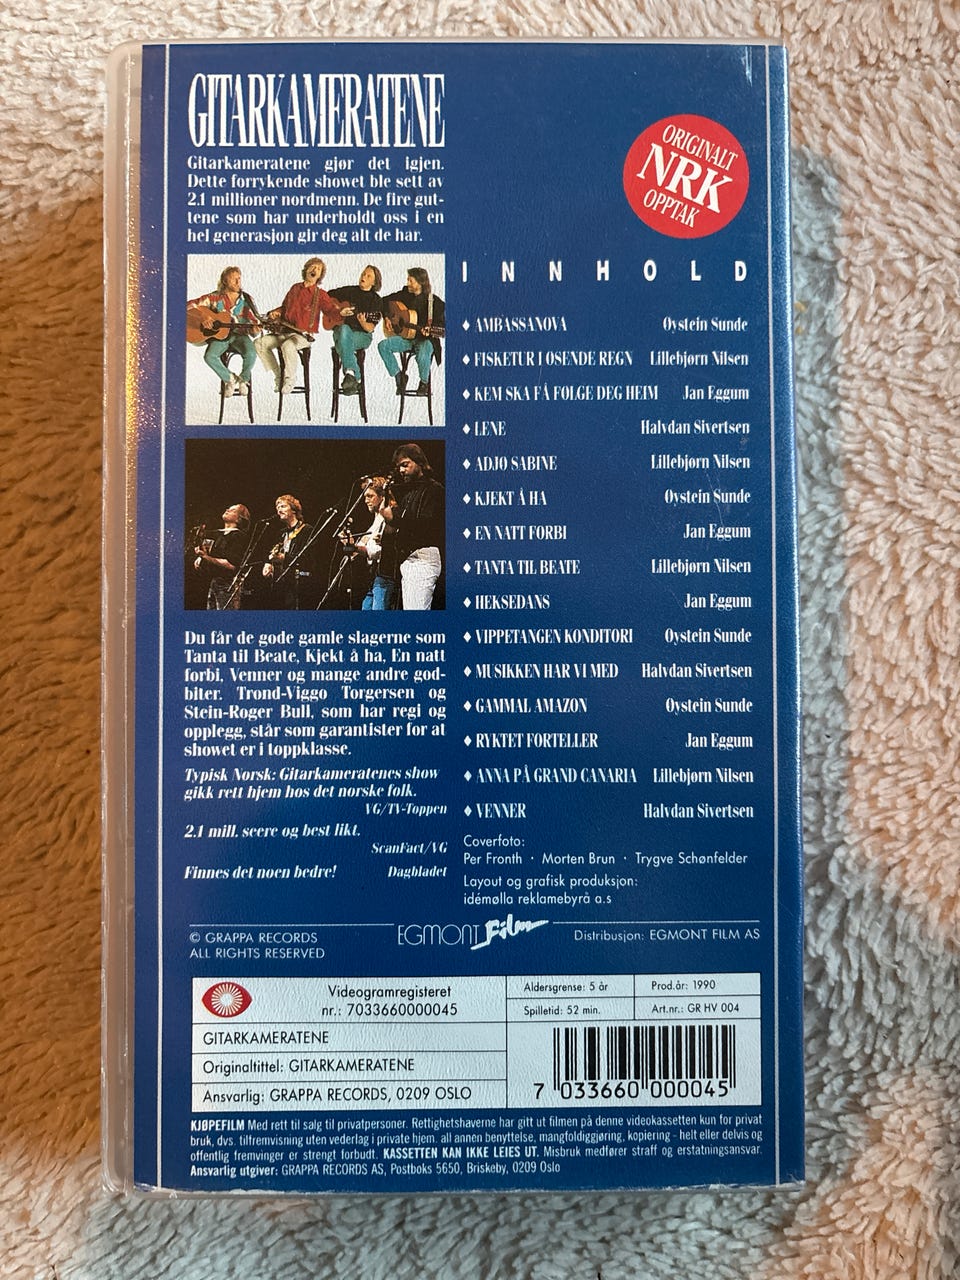 GITARKAMERATENE
Gitarkameratene gjør det igjen.
Dette forrykende showet ble sett av
2.1 millioner nordmenn. De fire gut-
tene som har underholdt oss i en
hel generasjon gir deg alt de har.
ORIGINALT
NRK
OPPTAK
INNHOLD
♦ AMBASSANOVA Øystein Sunde
♦ FISKETUR I ØSENDE REGN Lillebjørn Nilsen
♦ KEM SKA FÅ FØLGE DEG HEIM Jan Eggum
♦ LENE Halvdan Sivertsen
♦ ADJØ SABINE Lillebjørn Nilsen
♦ KJEKT Å HA Øystein Sunde
♦ EN NATT FORBI Jan Eggum
♦ TANTA TIL BEATE Lillebjørn Nilsen
♦ HEKSEDANS Jan Eggum
♦ VIPPETANGEN KONDITORI Øystein Sunde
♦ MUSIKKEN HAR VI MED Halvdan Sivertsen
♦ GAMMAL AMAZON Øystein Sunde
♦ RYKTET FORTELLER Jan Eggum
♦ ANNA PÅ GRAND CANARIA Lillebjørn Nilsen
♦ VENNER Halvdan Sivertsen
Du får de gode gamle slagerne som
Tanta til Beate, Kjekt å ha, En natt
forbi, Venner og mange andre god-
biter. Trond-Viggo Torgersen og
Stein-Roger Bull, som har regi og
opplegg, står som garantister for at
showet er i toppklasse.
Typisk Norsk: Gitarkameratenes show
gikk rett hjem hos det norske folk.
VG/TV-Toppen
2.1 mill. seere og best likt.
ScanFact/VG
Finnes det noen bedre! Dagbladet
Coverfoto:
Per Fronth · Morten Brun · Trygve Schønfelder
Layout og grafisk produksjon:
idémølla reklamebyrå a.s
© GRAPPA RECORDS
ALL RIGHTS RESERVED
EGMONT Film
Distribusjon: EGMONT FILM AS
Videogramregisteret
nr.: 7033660000045
Aldersgrense: 5 år
Prod.år: 1990
Spilletid: 52 min.
Art.nr.: GR HV 004
GITARKAMERATENE
Originaltittel: GITARKAMERATENE
Ansvarlig: GRAPPA RECORDS, 0209 OSLO
7 033660 000045
KJØPEFILM Med rett til salg til privatpersoner. Rettighetshaverne har gitt ut filmen på denne videokassetten kun for privat
bruk, dvs. tilfremvisning uten vederlag i private hjem. all annen benyttelse, mangfoldiggjøring, kopiering - helt eller delvis og
offentlig fremvinger er strengt forbudt. KASSETTEN KAN IKKE LEIES UT. Misbruk medfører straff og erstatningsansvar.
Ansvarlig utgiver: GRAPPA RECORDS AS, Postboks 5650, Briskeby, 0209 Oslo